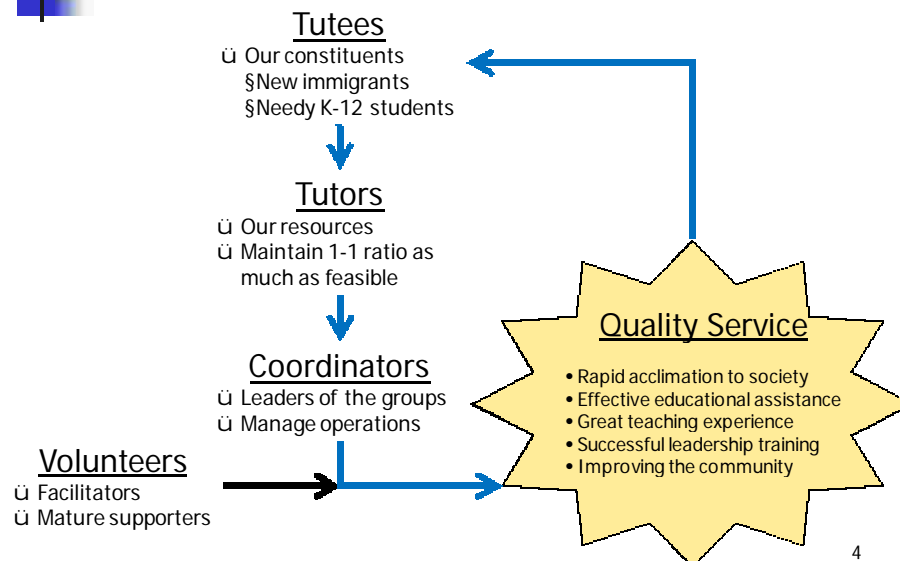 Tutees
ü Our constituents
§New immigrants
§Needy K-12 students
Tutors
ü Our resources
ü Maintain 1-1 ratio as
much as feasible
Coordinators
ü Leaders of the groups
ü Manage operations
Volunteers
ü Facilitators
ü Mature supporters
Quality Service
• Rapid acclimation to society
• Effective educational assistance
• Great teaching experience
• Successful leadership training
• Improving the community
4